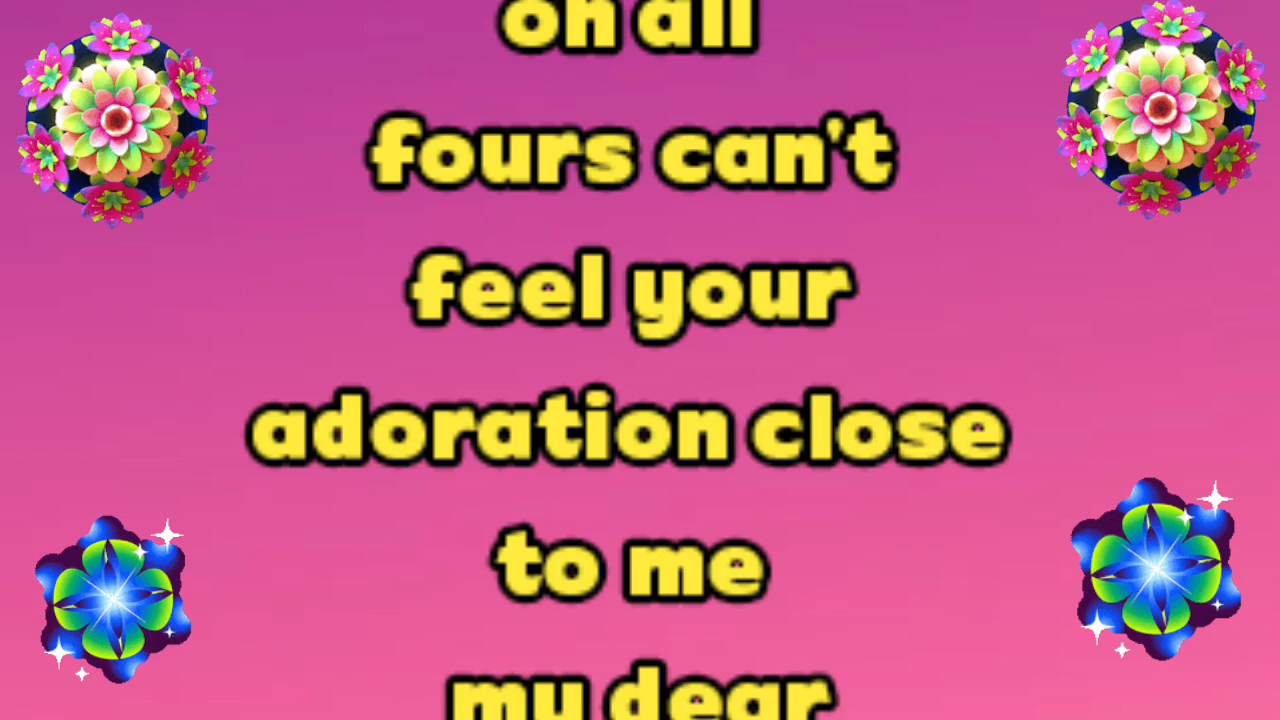 on all
fours can't
feel your
adoration close
to me
my dear